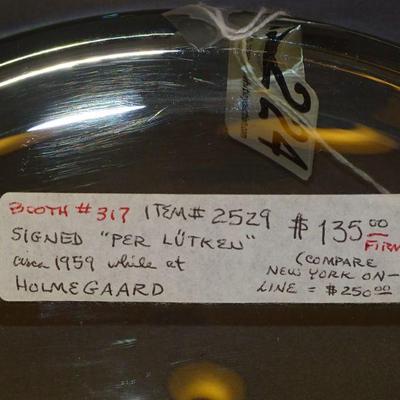 224
BOOTH # 317 ITEM# 2529 $135.00
SIGNED "PER LÜTKEN" FIRM
circa 1959 while at (COMPARE
HOLMEGAARD NEW YORK ON-
LINE = $250.00